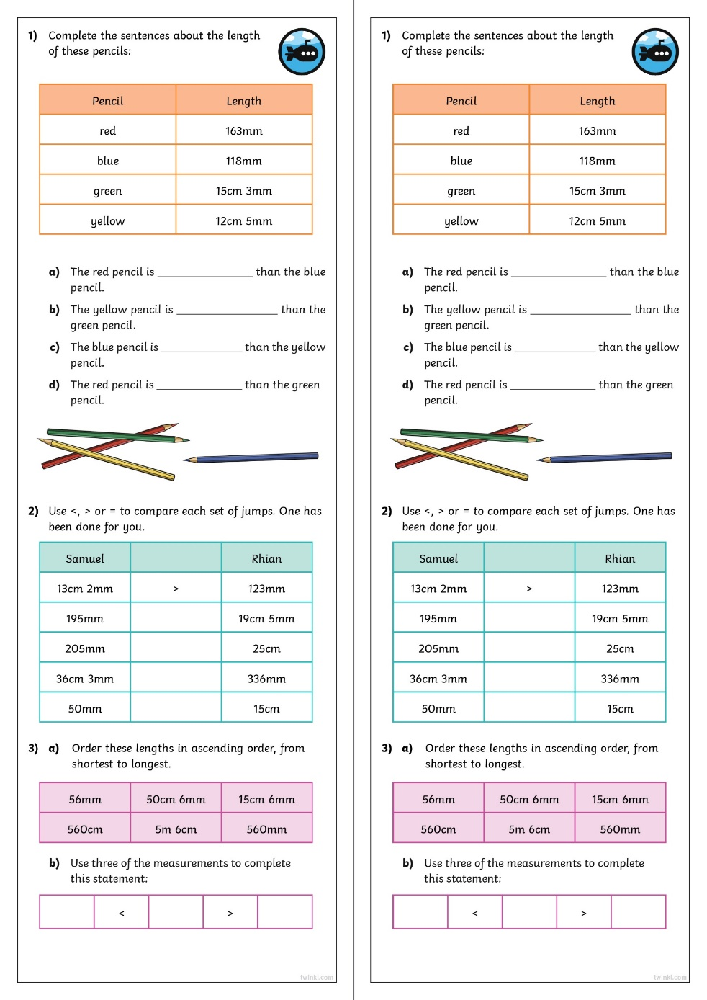 1) Complete the sentences about the length
of these pencils:
Pencil Length
red 163mm
blue 118mm
green 15cm 3mm
yellow 12cm 5mm
a) The red pencil is ______________ than the blue
pencil.
b) The yellow pencil is _______________ than the
green pencil.
c) The blue pencil is ____________ than the yellow
pencil.
d) The red pencil is ____________ than the green
pencil.
2) Use <, > or = to compare each set of jumps. One has
been done for you.
Samuel Rhian
13cm 2mm > 123mm
195mm 19cm 5mm
205mm 25cm
36cm 3mm 336mm
50mm 15cm
3) a) Order these lengths in ascending order, from
shortest to longest.
56mm 50cm 6mm 15cm 6mm
560cm 5m 6cm 560mm
b) Use three of the measurements to complete
this statement:
< >
twinkl.com
1) Complete the sentences about the length
of these pencils:
Pencil Length
red 163mm
blue 118mm
green 15cm 3mm
yellow 12cm 5mm
a) The red pencil is ______________ than the blue
pencil.
b) The yellow pencil is _______________ than the
green pencil.
c) The blue pencil is ____________ than the yellow
pencil.
d) The red pencil is ____________ than the green
pencil.
2) Use <, > or = to compare each set of jumps. One has
been done for you.
Samuel Rhian
13cm 2mm > 123mm
195mm 19cm 5mm
205mm 25cm
36cm 3mm 336mm
50mm 15cm
3) a) Order these lengths in ascending order, from
shortest to longest.
56mm 50cm 6mm 15cm 6mm
560cm 5m 6cm 560mm
b) Use three of the measurements to complete
this statement:
< >
twinkl.com